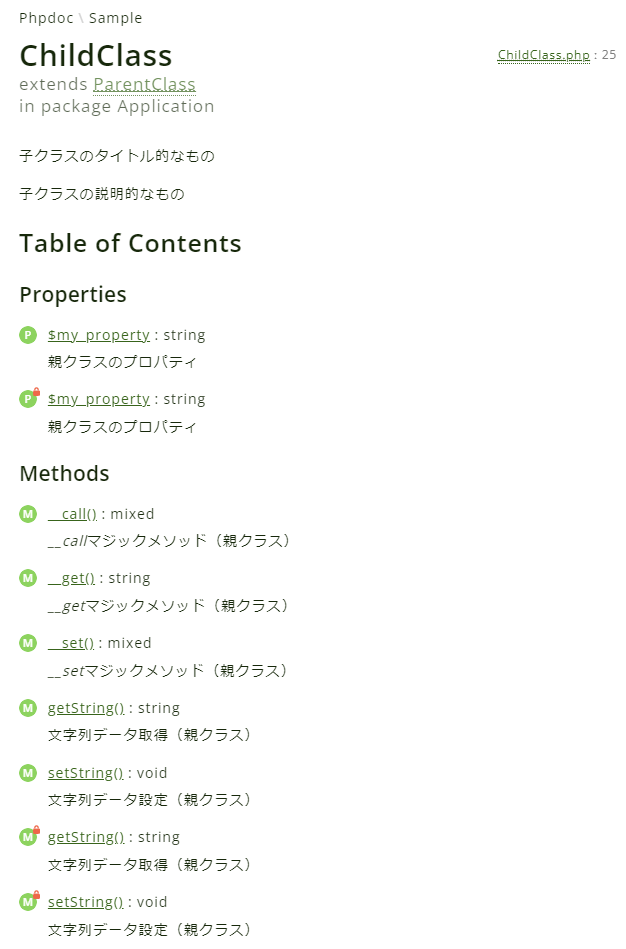 Phpdoc \ Sample
ChildClass
ChildClass.php : 25
extends ParentClass
in package Application
子クラスのタイトル的なもの
子クラスの説明的なもの
Table of Contents
Properties
P $my_property : string
親クラスのプロパティ
P $my_property : string
親クラスのプロパティ
Methods
M __call() : mixed
__callマジックメソッド（親クラス）
M __get() : string
__getマジックメソッド（親クラス）
M __set() : mixed
__setマジックメソッド（親クラス）
M getString() : string
文字列データ取得（親クラス）
M setString() : void
文字列データ設定（親クラス）
M getString() : string
文字列データ取得（親クラス）
M setString() : void
文字列データ設定（親クラス）